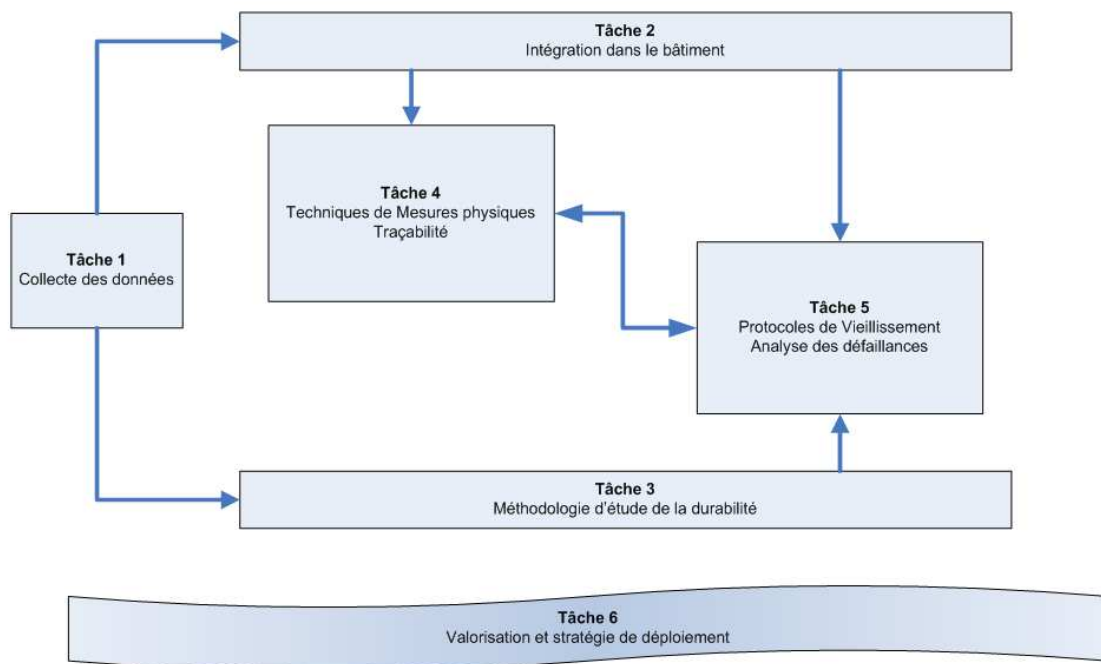 Tâche 2
Intégration dans le bâtiment
Tâche 4
Techniques de Mesures physiques
Traçabilité
Tâche 1
Collecte des données
Tâche 5
Protocoles de Vieillissement
Analyse des défaillances
Tâche 3
Méthodologie d'étude de la durabilité
Tâche 6
Valorisation et stratégie de déploiement